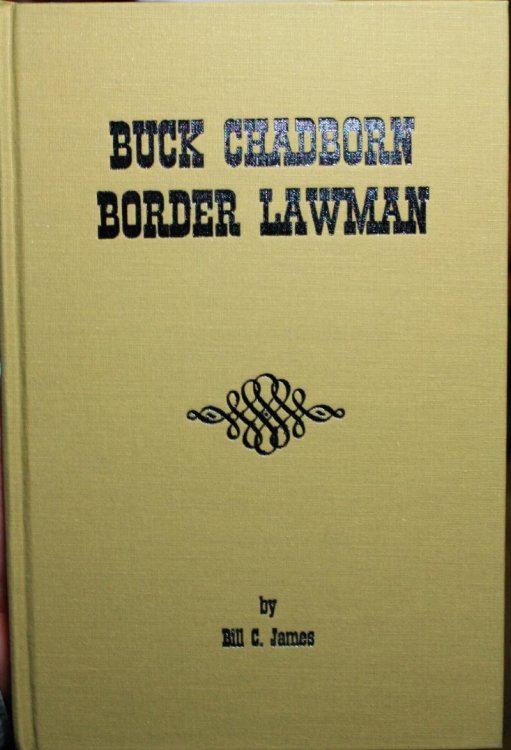 BUCK CHADBORN
BORDER LAWMAN
by
Bill C. James